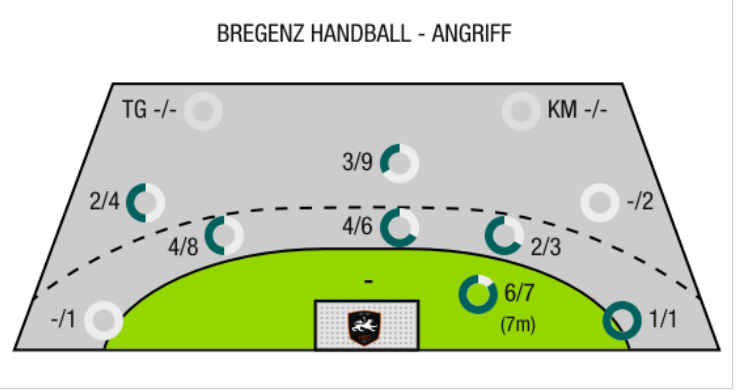 BREGENZ HANDBALL - ANGRIFF
TG -/-
KM -/-
3/9
2/4
-/2
4/8
4/6
2/3
-
6/7
(7m)
-/1
1/1